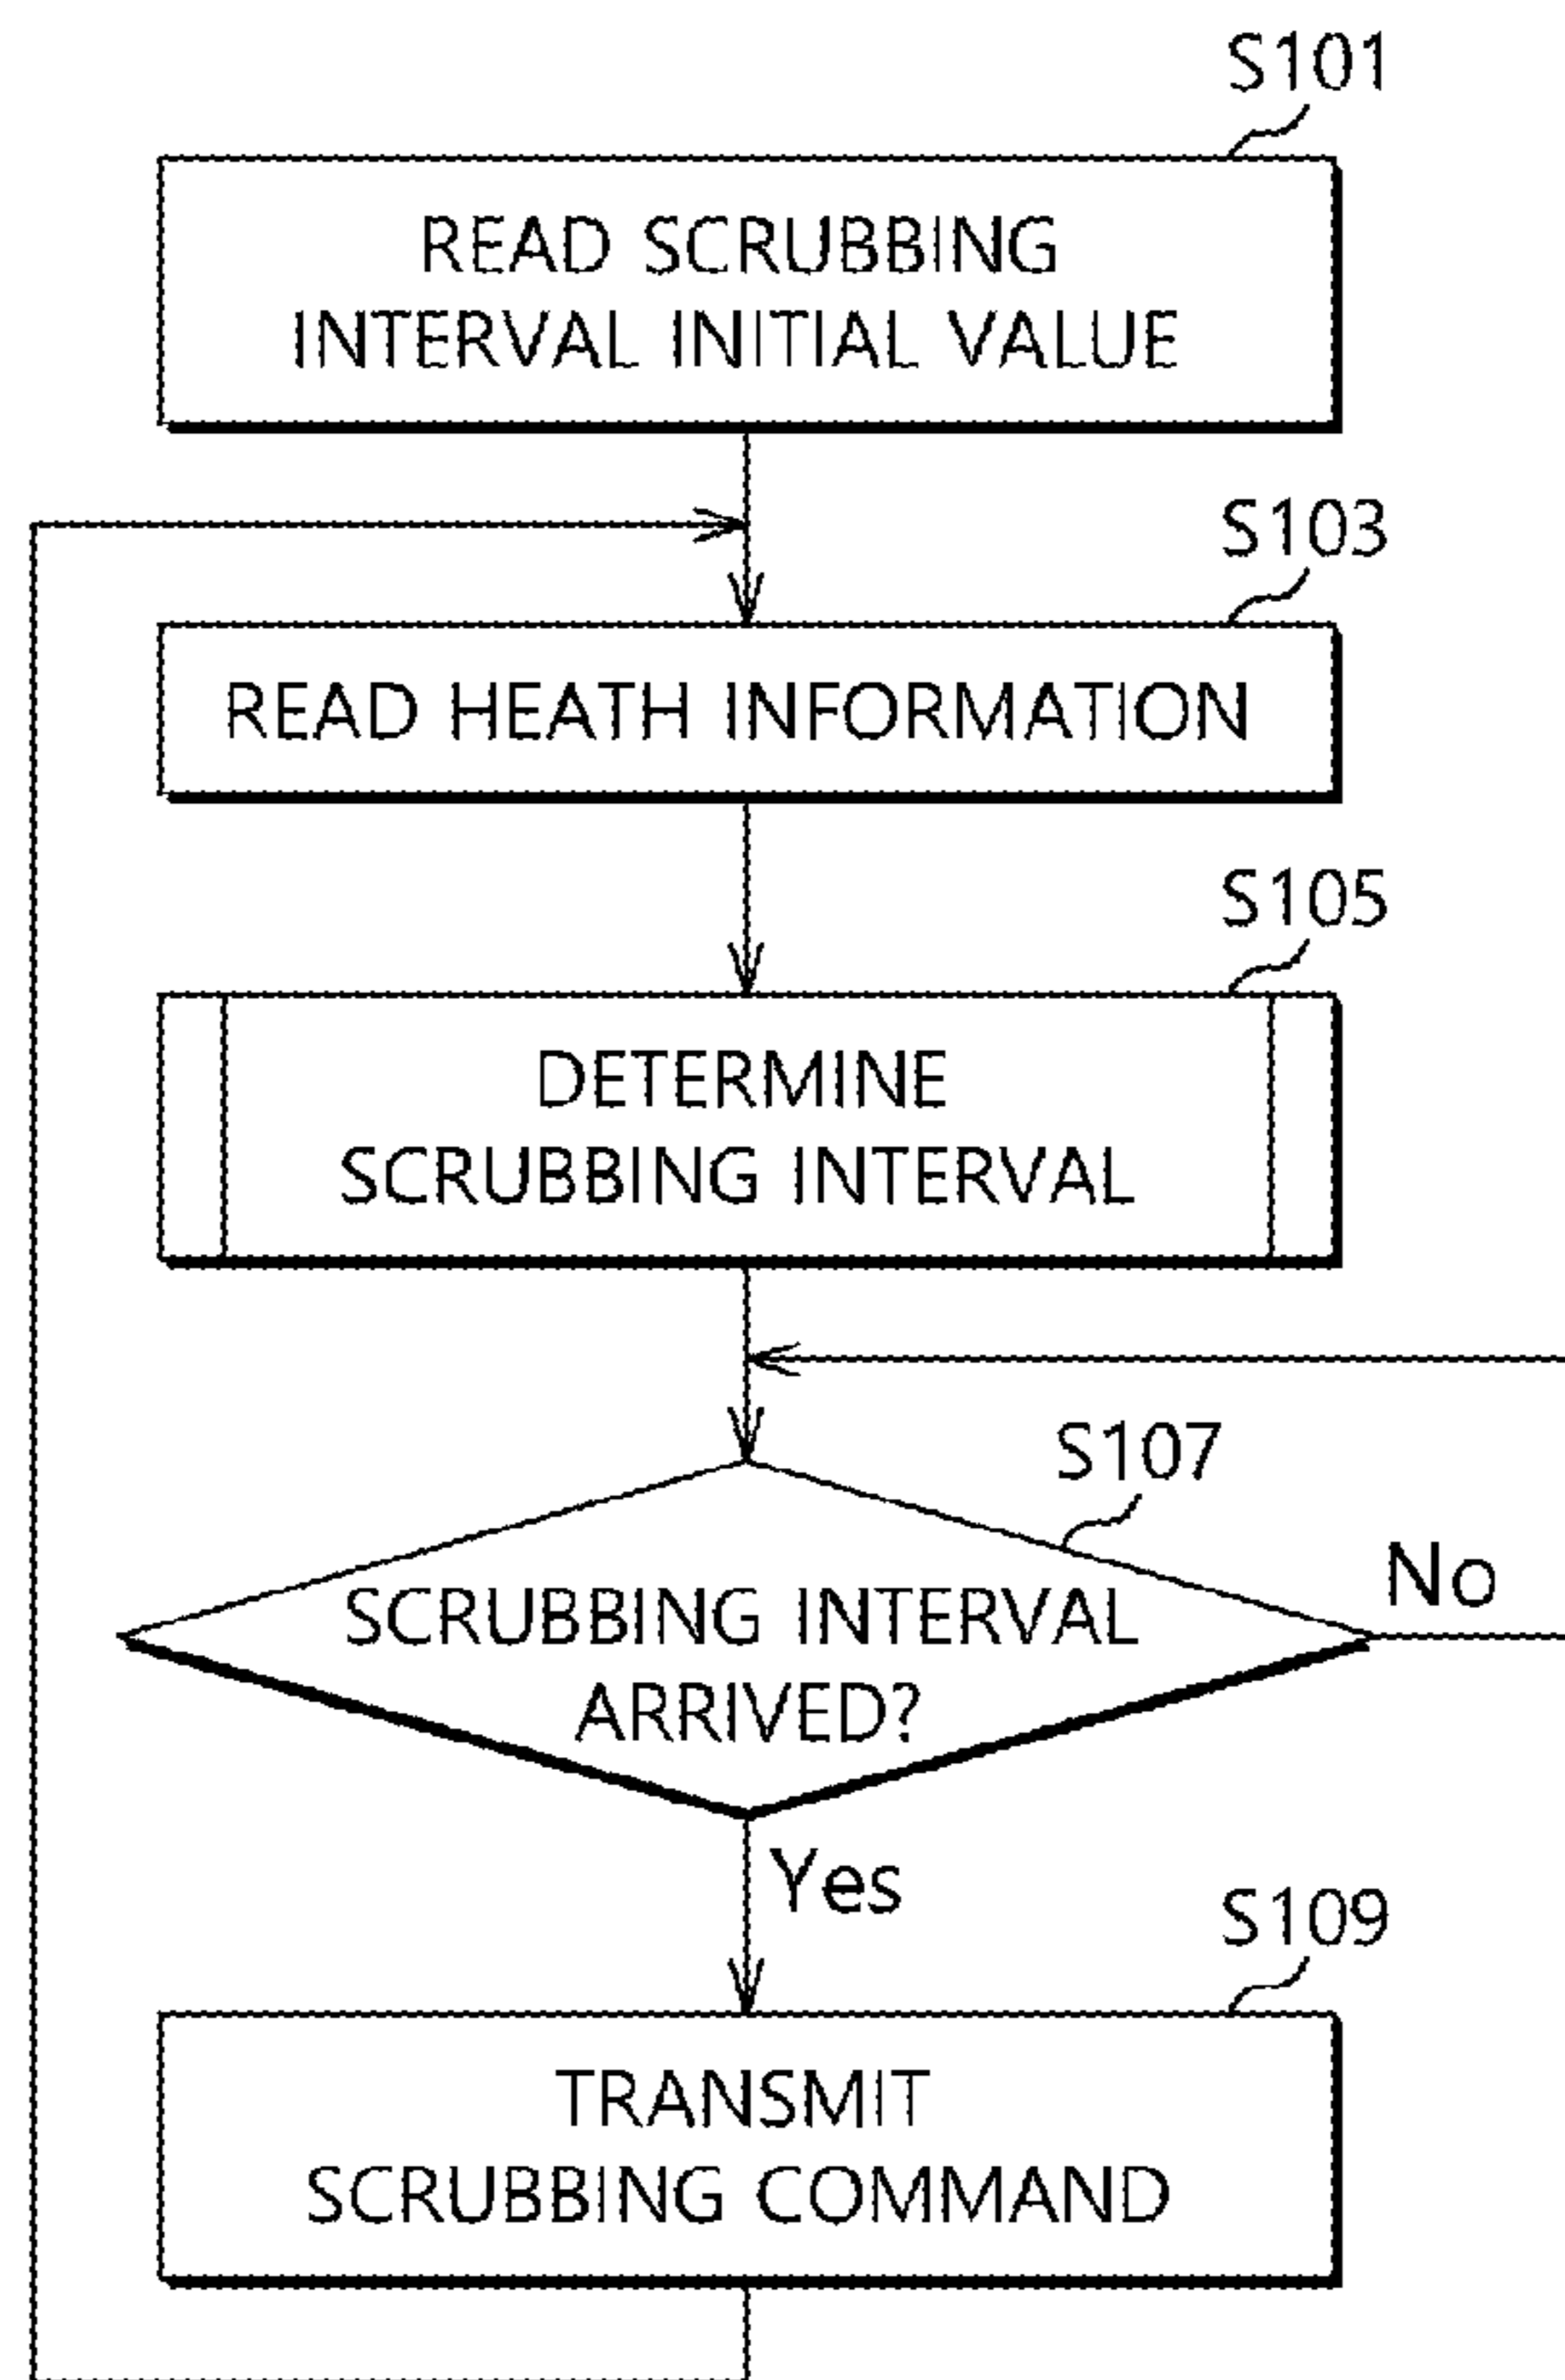 S101
READ SCRUBBING
INTERVAL INITIAL VALUE
S103
READ HEATH INFORMATION
S105
DETERMINE
SCRUBBING INTERVAL
S107
SCRUBBING INTERVAL
ARRIVED?
No
Yes
S109
TRANSMIT
SCRUBBING COMMAND